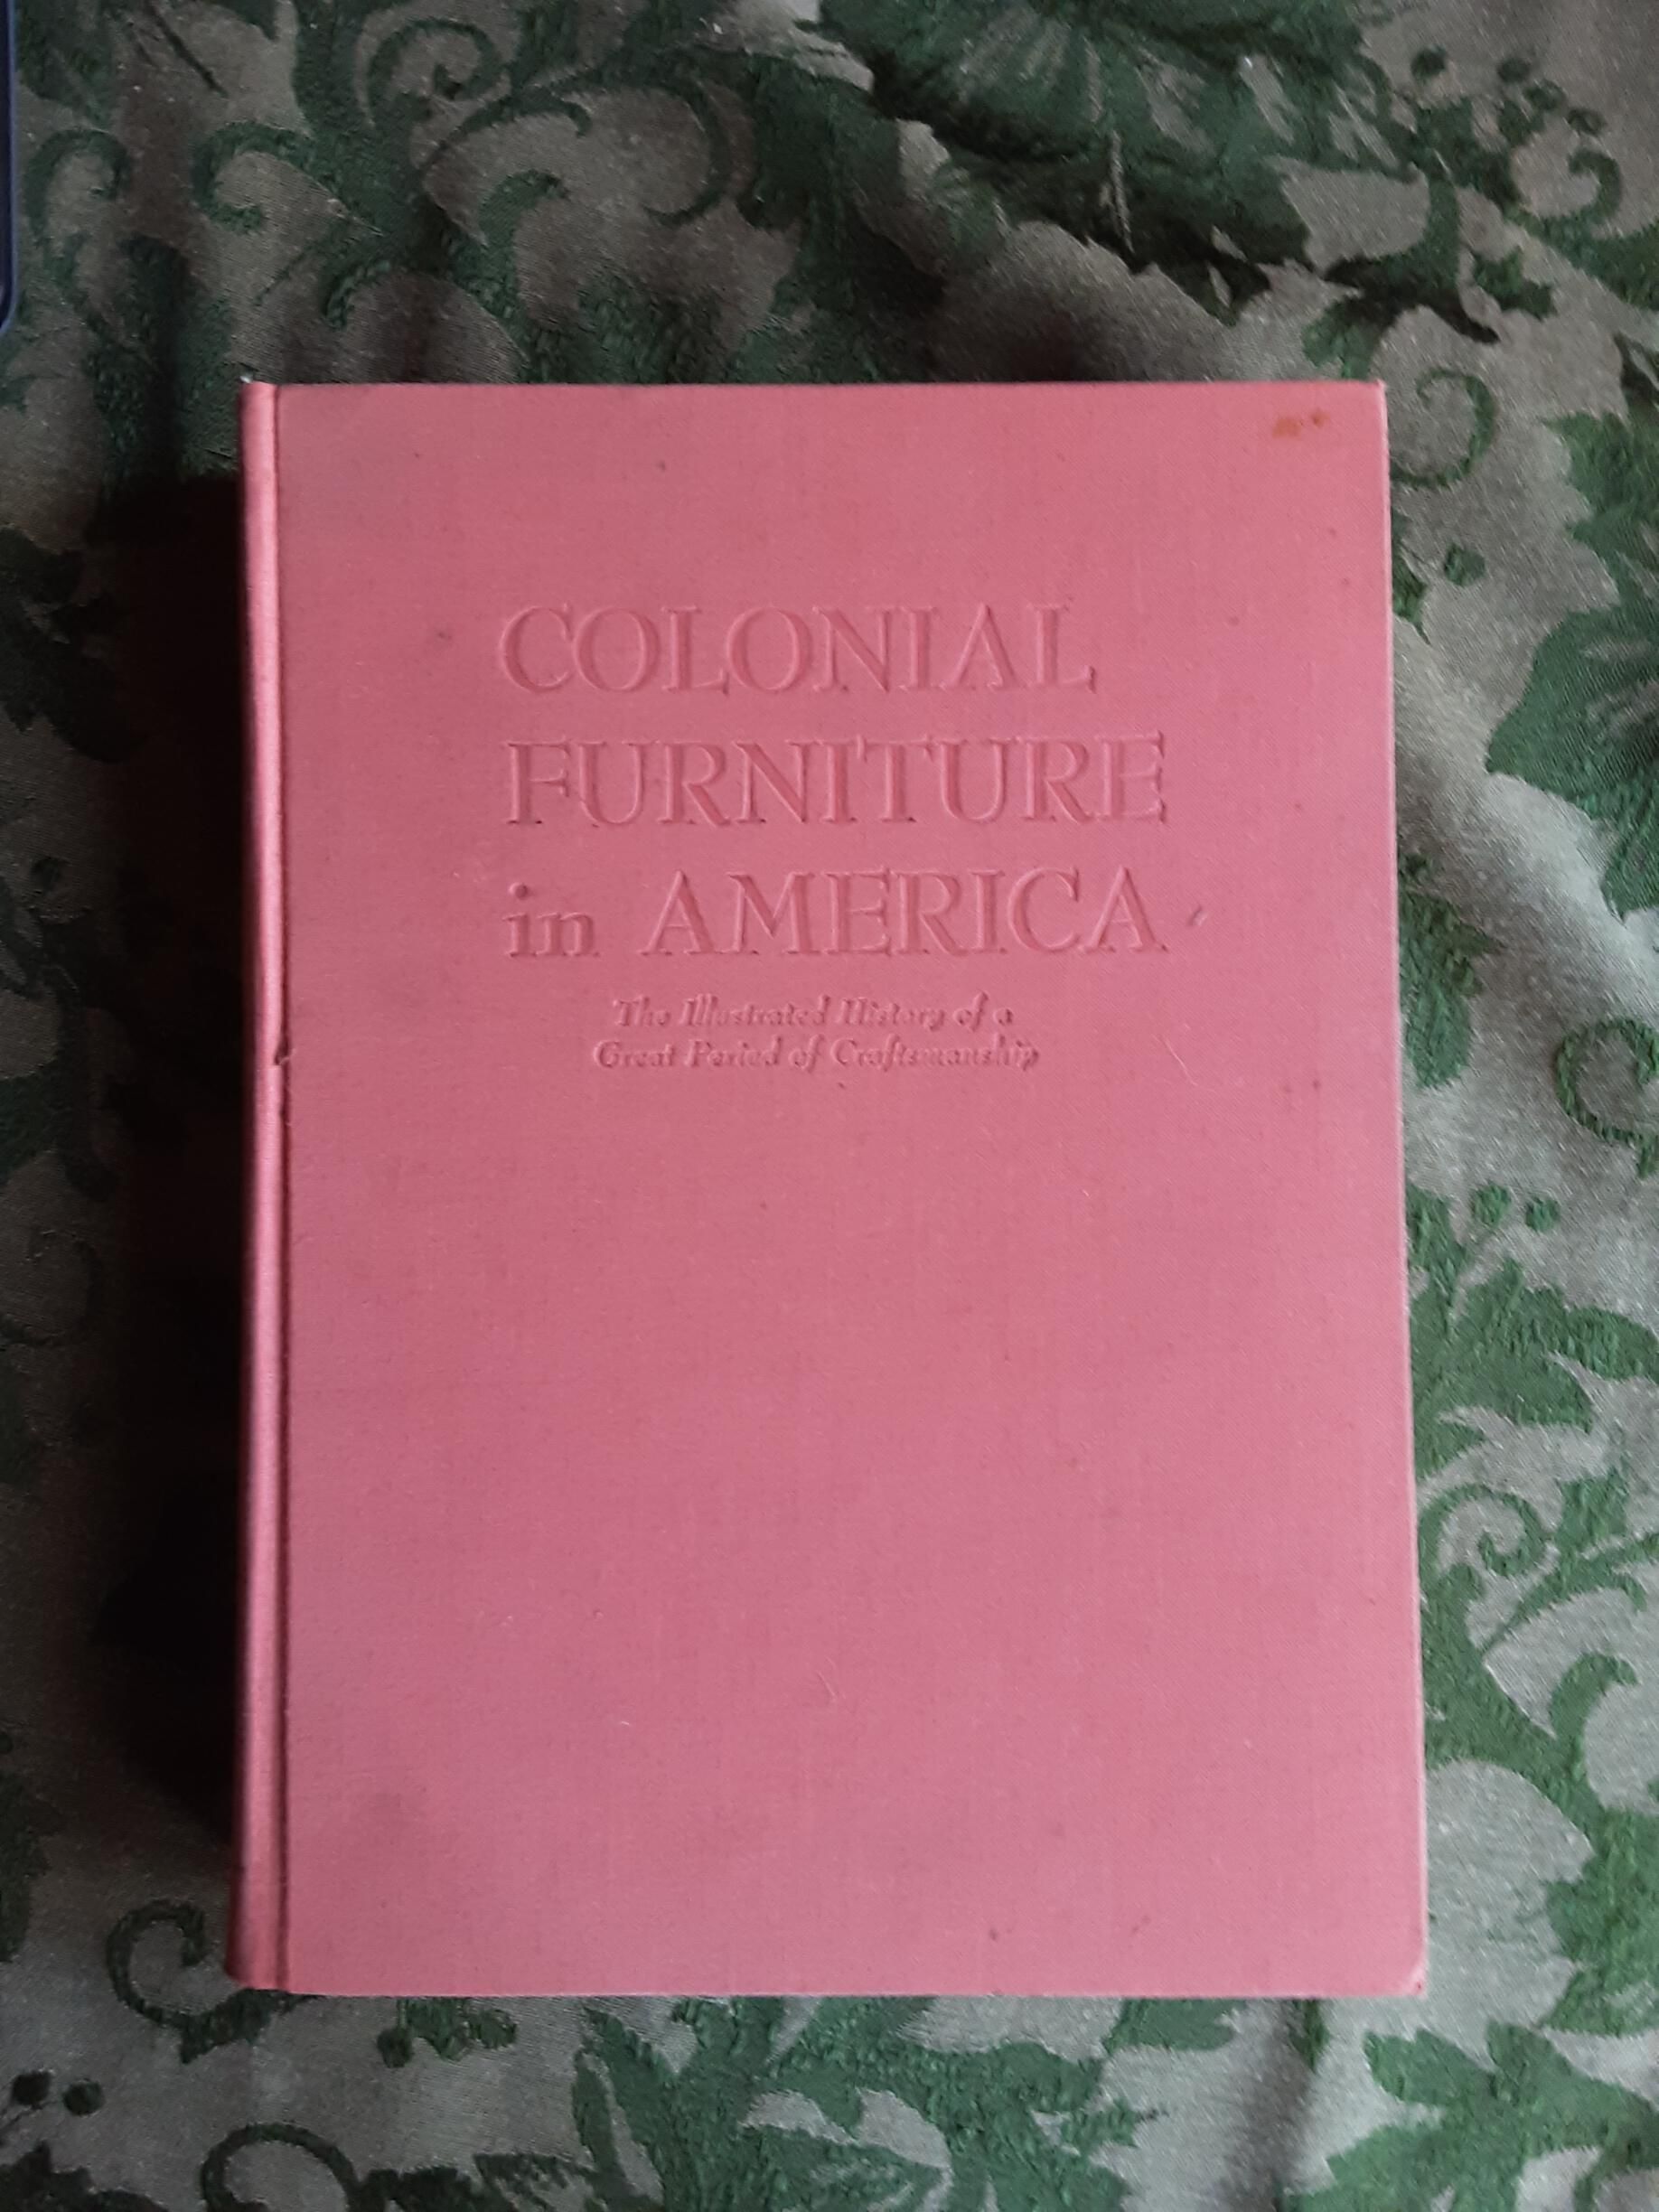 COLONIAL
FURNITURE
in AMERICA
The Illustrated History of a
Great Period of Craftsmanship